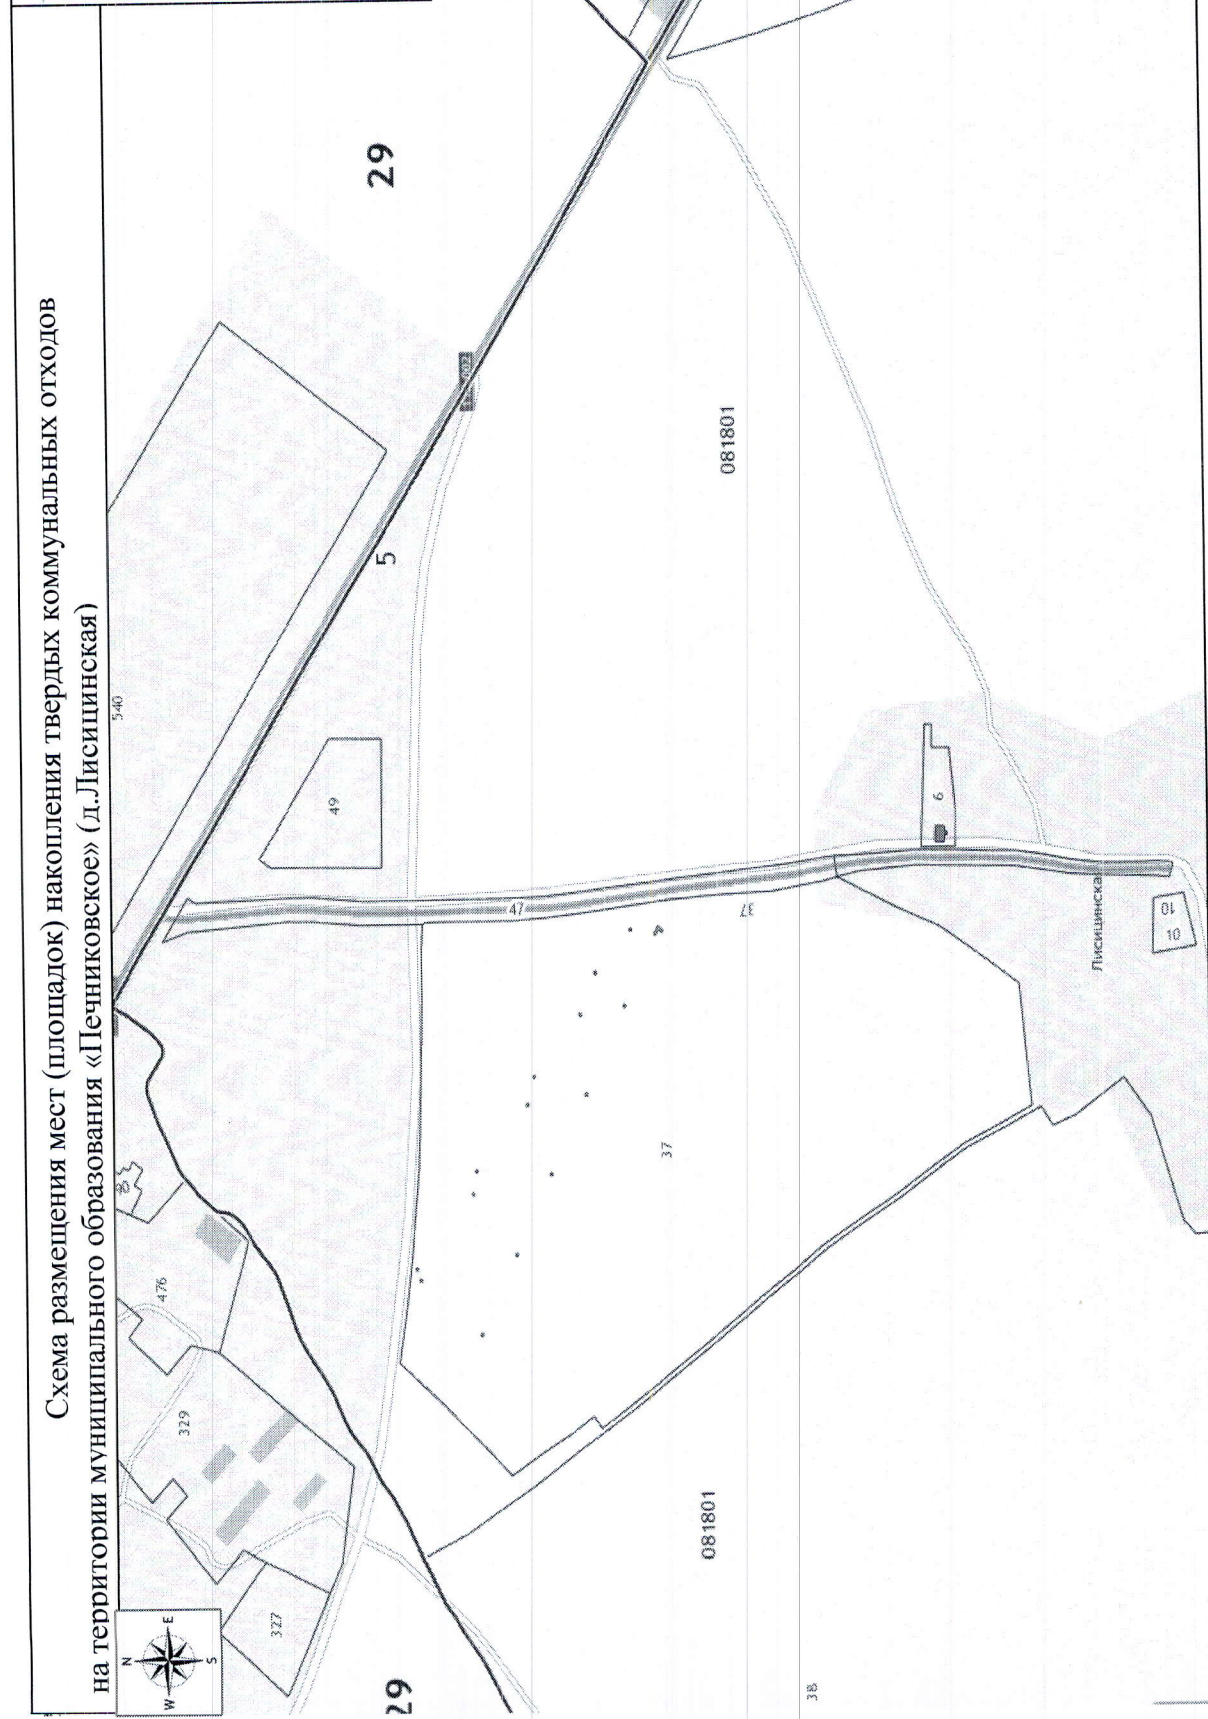 Схема размещения мест (площадок) накопления твердых коммунальных отходов
на территории муниципального образования «Печниковское» (д.Лисицинская)
N
W
E
S
540
29
5
49
476
329
327
29
47
37
37
081801
081801
6
Лисицинская
10
10
38